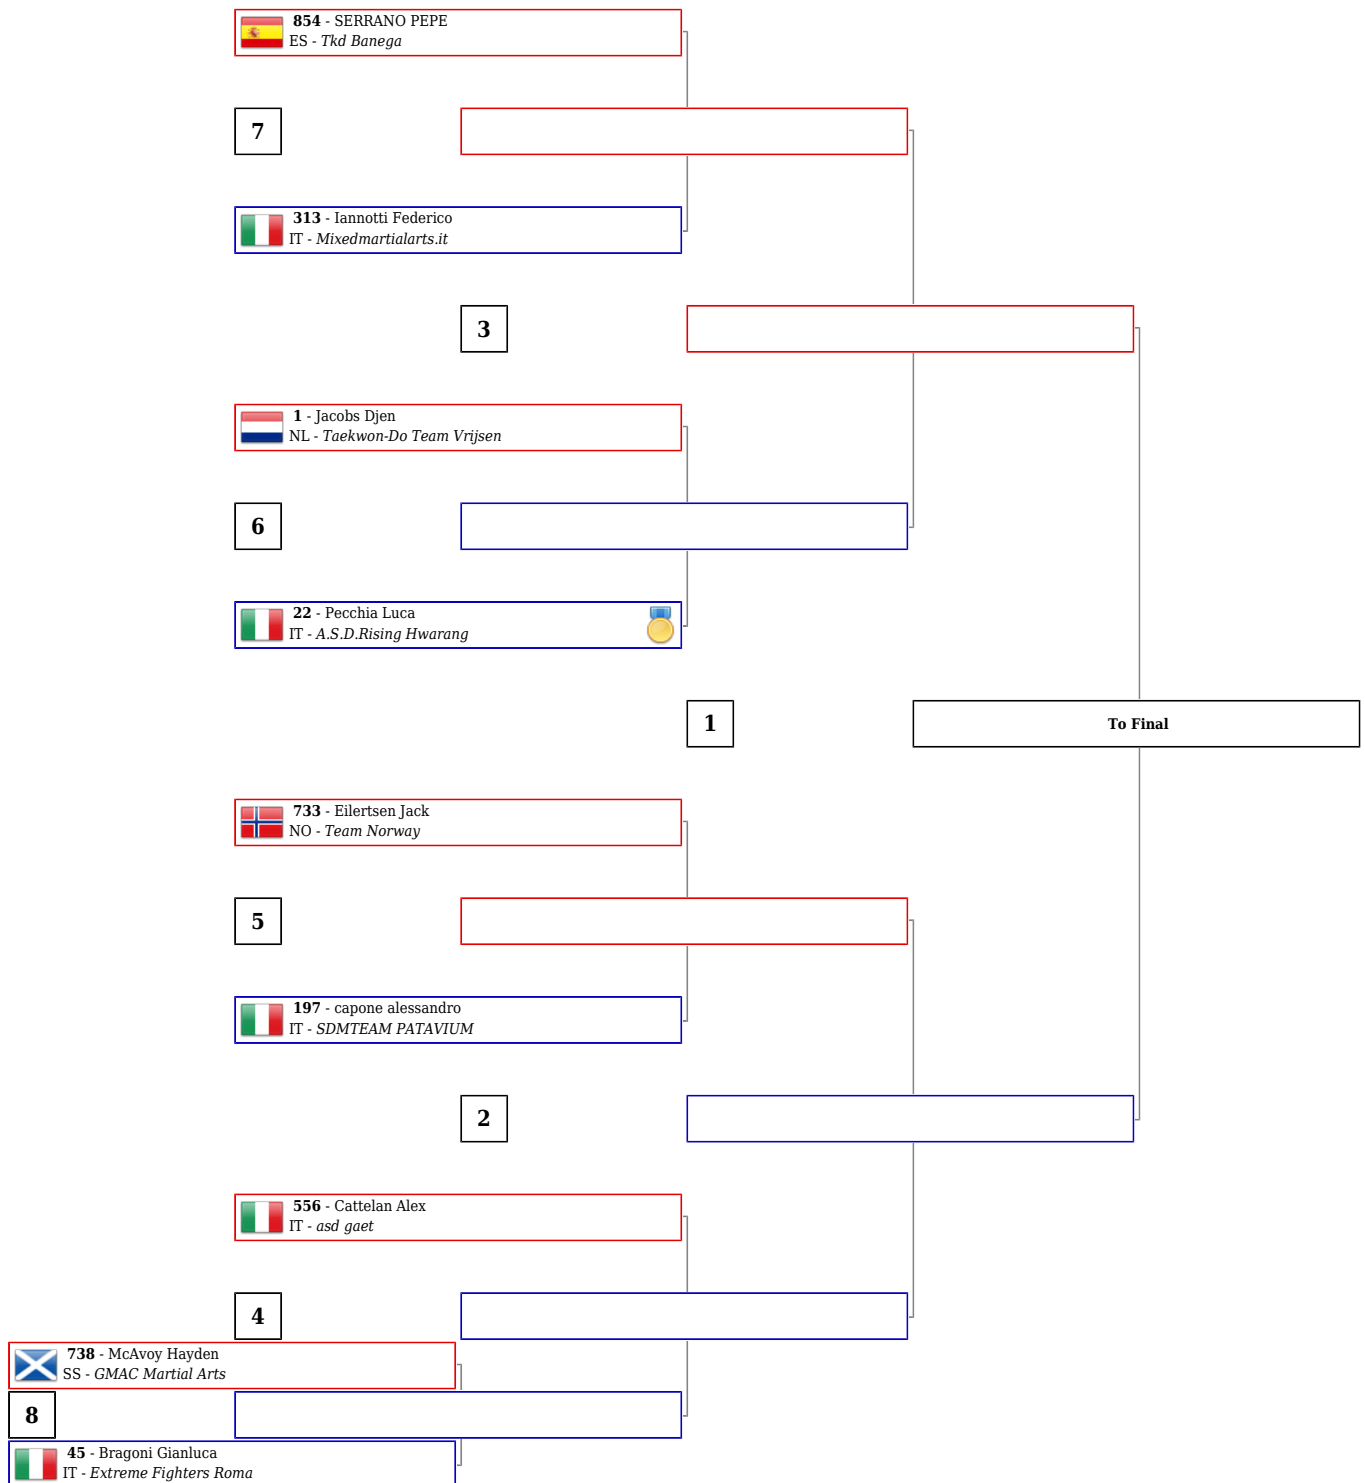 854 - SERRANO PEPE
ES - Tkd Banega
7
313 - Iannotti Federico
IT - Mixedmartialarts.it
3
1 - Jacobs Djen
NL - Taekwon-Do Team Vrijsen
6
22 - Pecchia Luca
IT - A.S.D.Rising Hwarang
1
To Final
733 - Eilertsen Jack
NO - Team Norway
5
197 - capone alessandro
IT - SDMTEAM PATAVIUM
2
556 - Cattelan Alex
IT - asd gaet
4
738 - McAvoy Hayden
SS - GMAC Martial Arts
8
45 - Bragoni Gianluca
IT - Extreme Fighters Roma